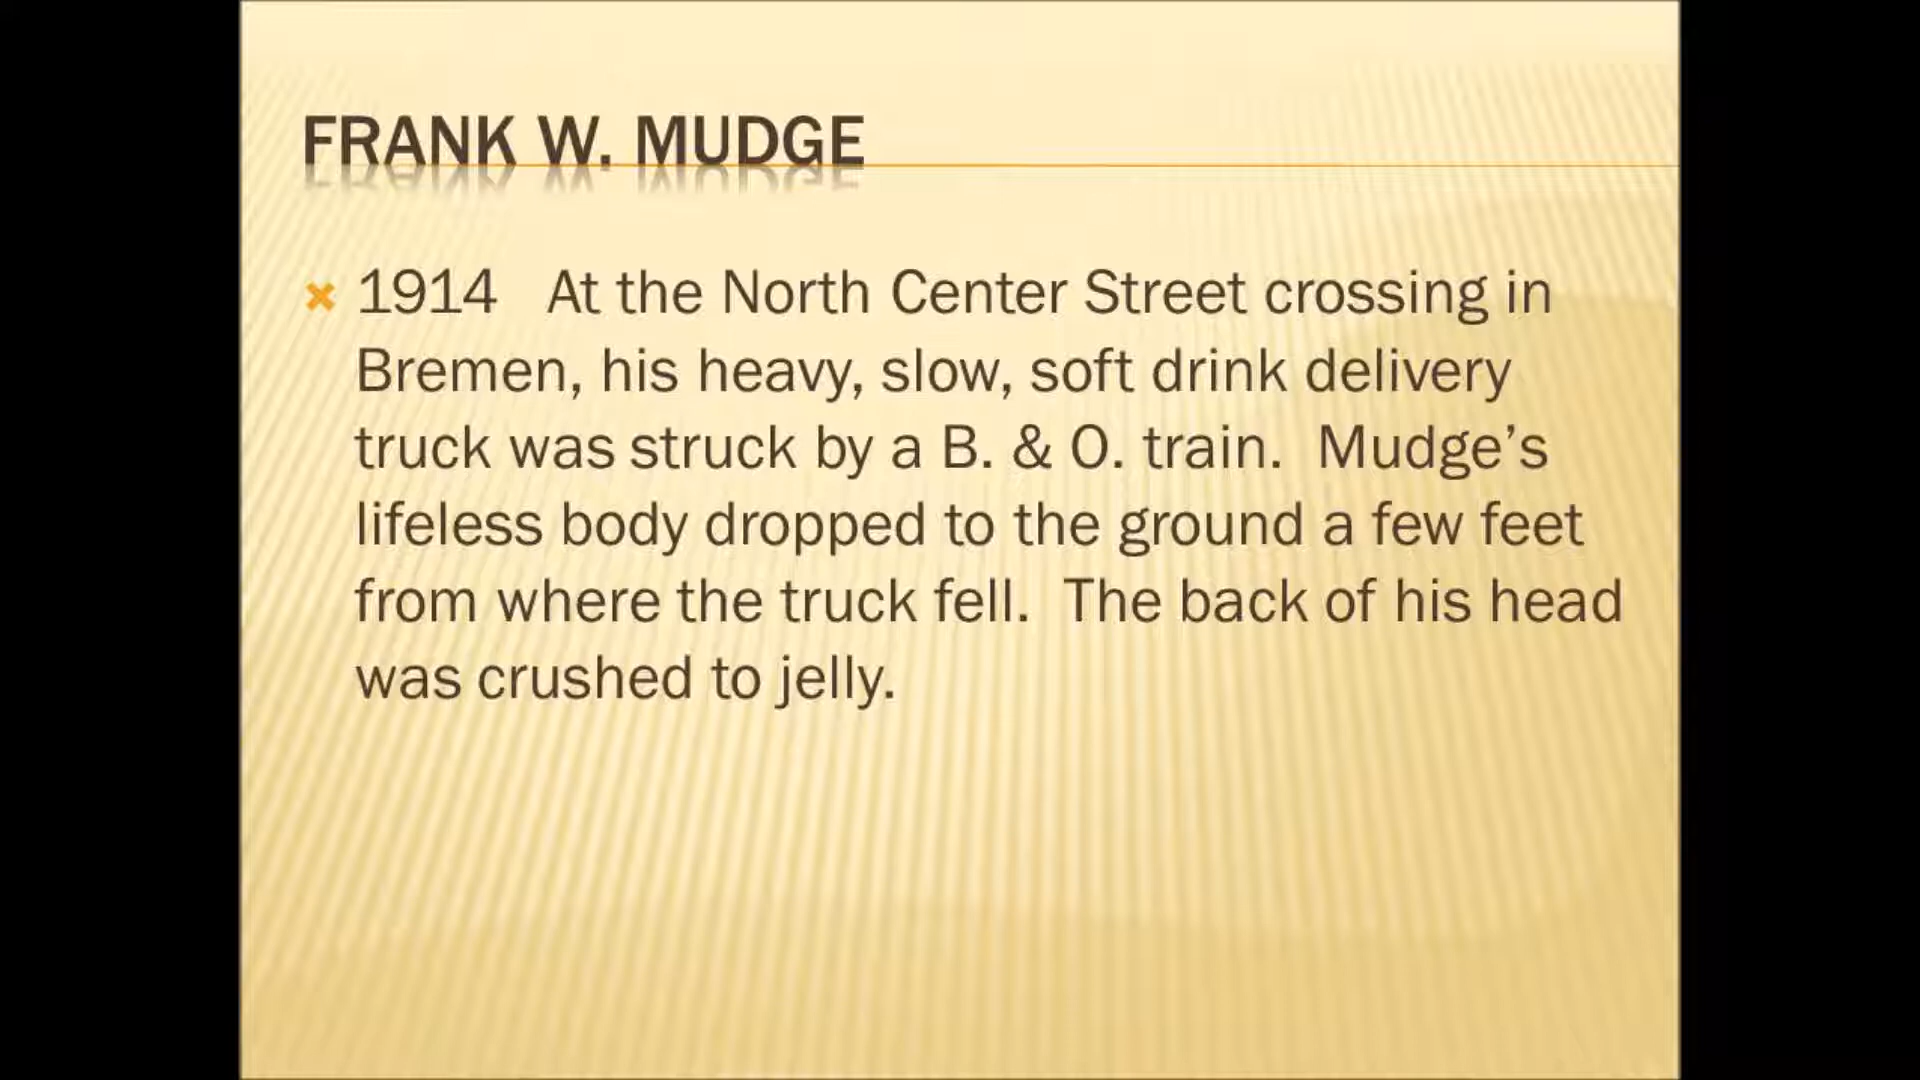 FRANK W. MUDGE
1914   At the North Center Street crossing in
Bremen, his heavy, slow, soft drink delivery
truck was struck by a B. & O. train.  Mudge’s
lifeless body dropped to the ground a few feet
from where the truck fell.  The back of his head
was crushed to jelly.